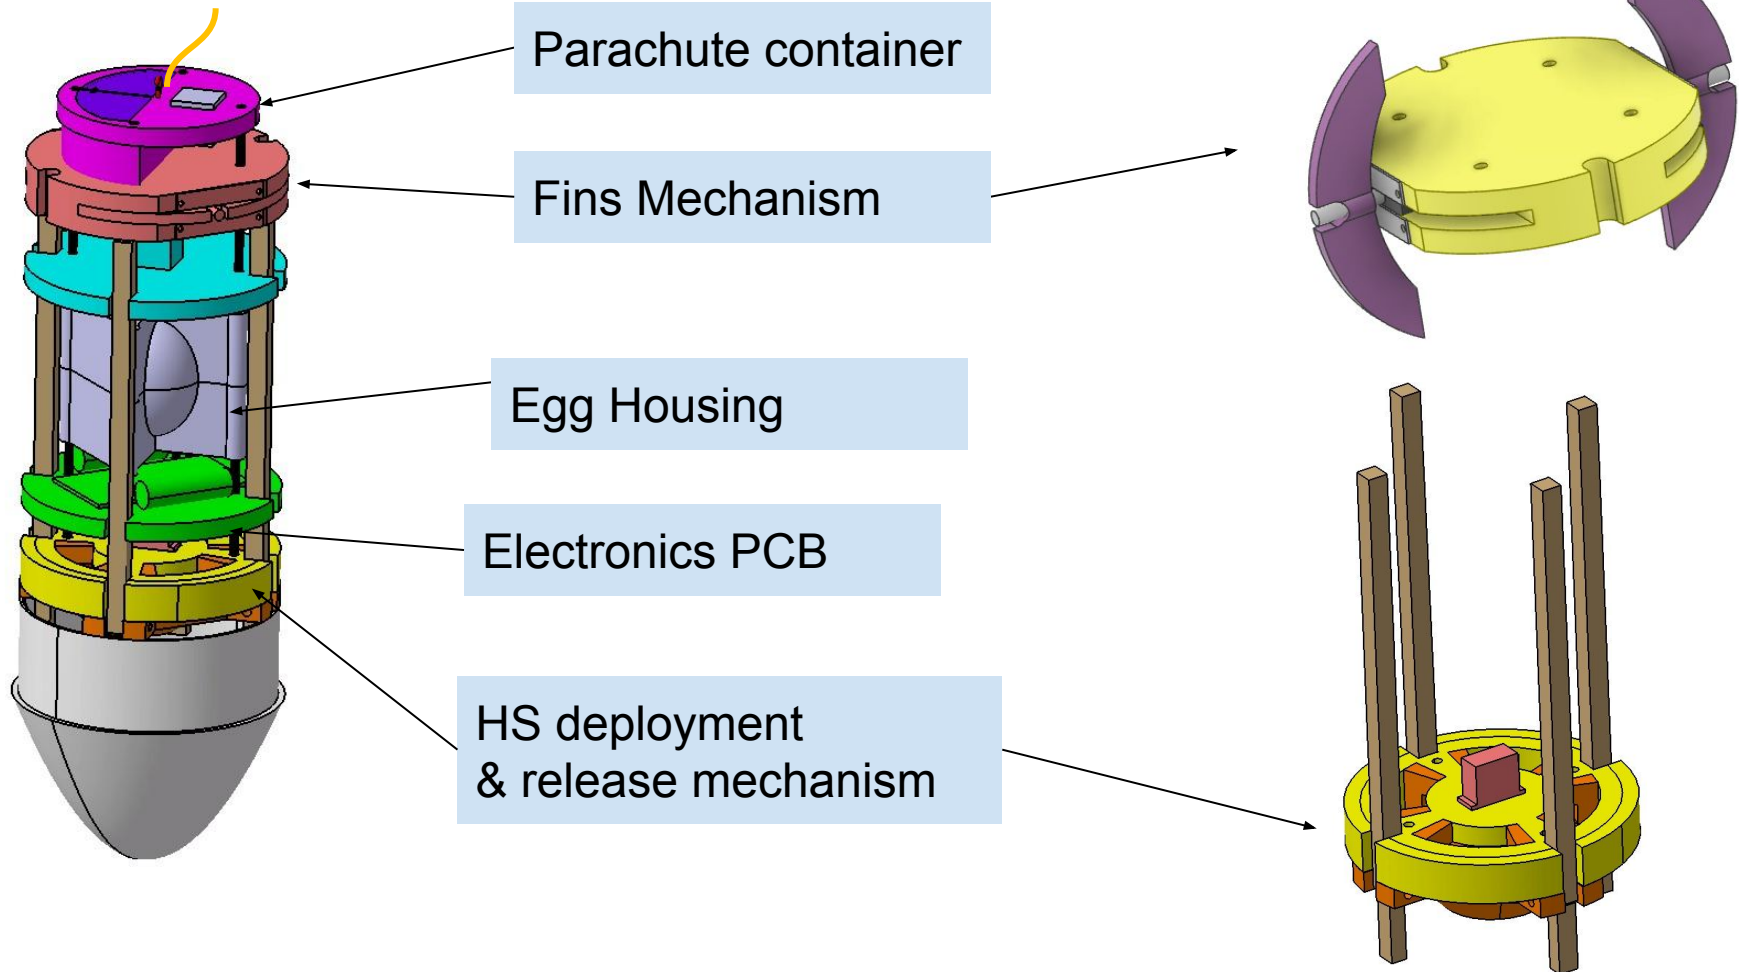 Parachute container
Fins Mechanism
Egg Housing
Electronics PCB
HS deployment
& release mechanism